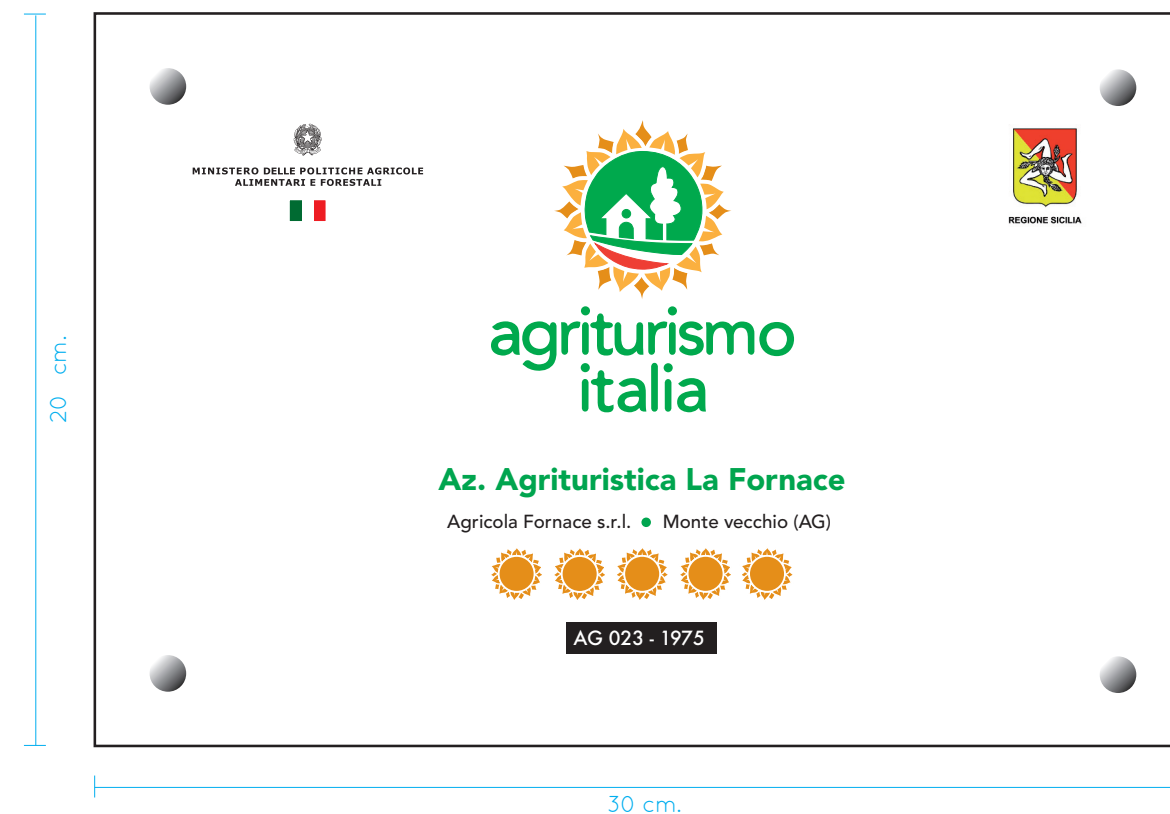 MINISTERO DELLE POLITICHE AGRICOLE
ALIMENTARI E FORESTALI
REGIONE SICILIA
agriturismo
italia
Az. Agrituristica La Fornace
Agricola Fornace s.r.l. ● Monte vecchio (AG)
AG 023 - 1975
20 cm.
30 cm.